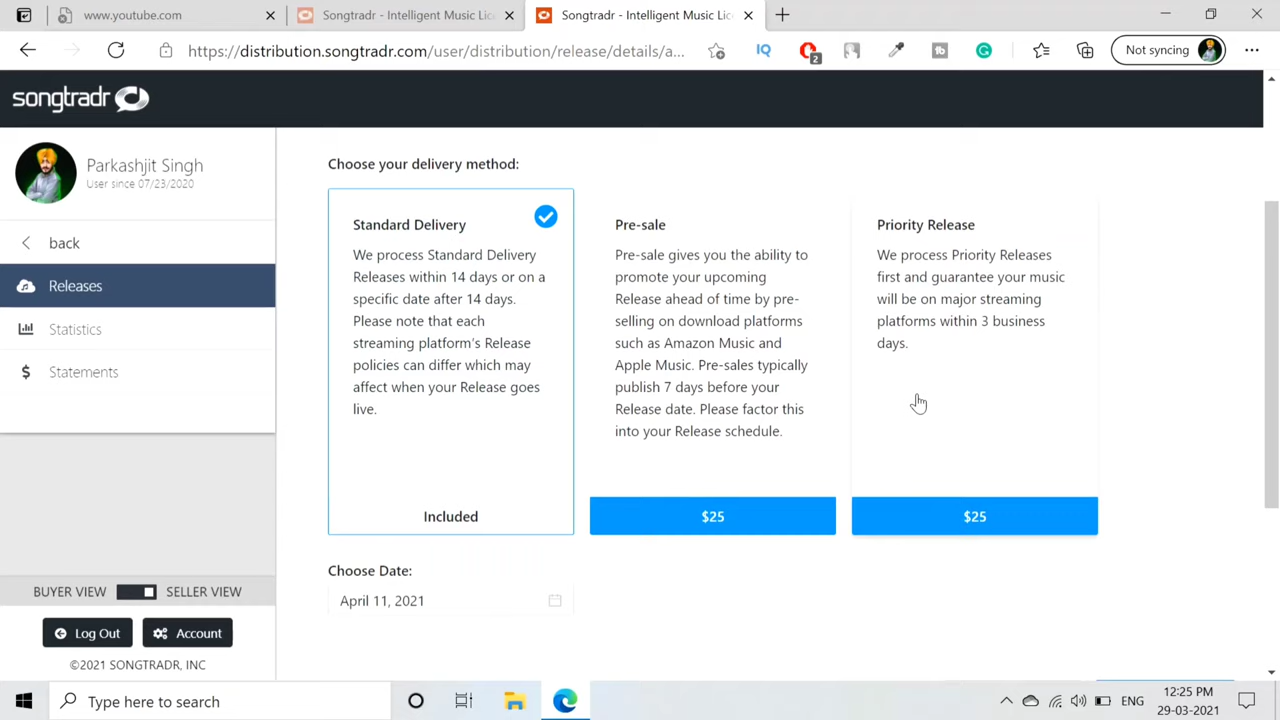 www.youtube.com
Songtradr - Intelligent Music Lice
Songtradr - Intelligent Music Lice
https://distribution.songtradr.com/user/distribution/release/details/a...
IQ
2
tb
G
Not syncing
songtradr
Parkashjit Singh
User since 07/23/2020
back
Releases
Statistics
$ Statements
BUYER VIEW SELLER VIEW
Log Out Account
©2021 SONGTRADR, INC
Choose your delivery method:
Standard Delivery
We process Standard Delivery
Releases within 14 days or on a
specific date after 14 days.
Please note that each
streaming platform's Release
policies can differ which may
affect when your Release goes
live.
Included
Pre-sale
Pre-sale gives you the ability to
promote your upcoming
Release ahead of time by pre-
selling on download platforms
such as Amazon Music and
Apple Music. Pre-sales typically
publish 7 days before your
Release date. Please factor this
into your Release schedule.
$25
Priority Release
We process Priority Releases
first and guarantee your music
will be on major streaming
platforms within 3 business
days.
$25
Choose Date:
April 11, 2021
Type here to search
ENG
12:25 PM
29-03-2021